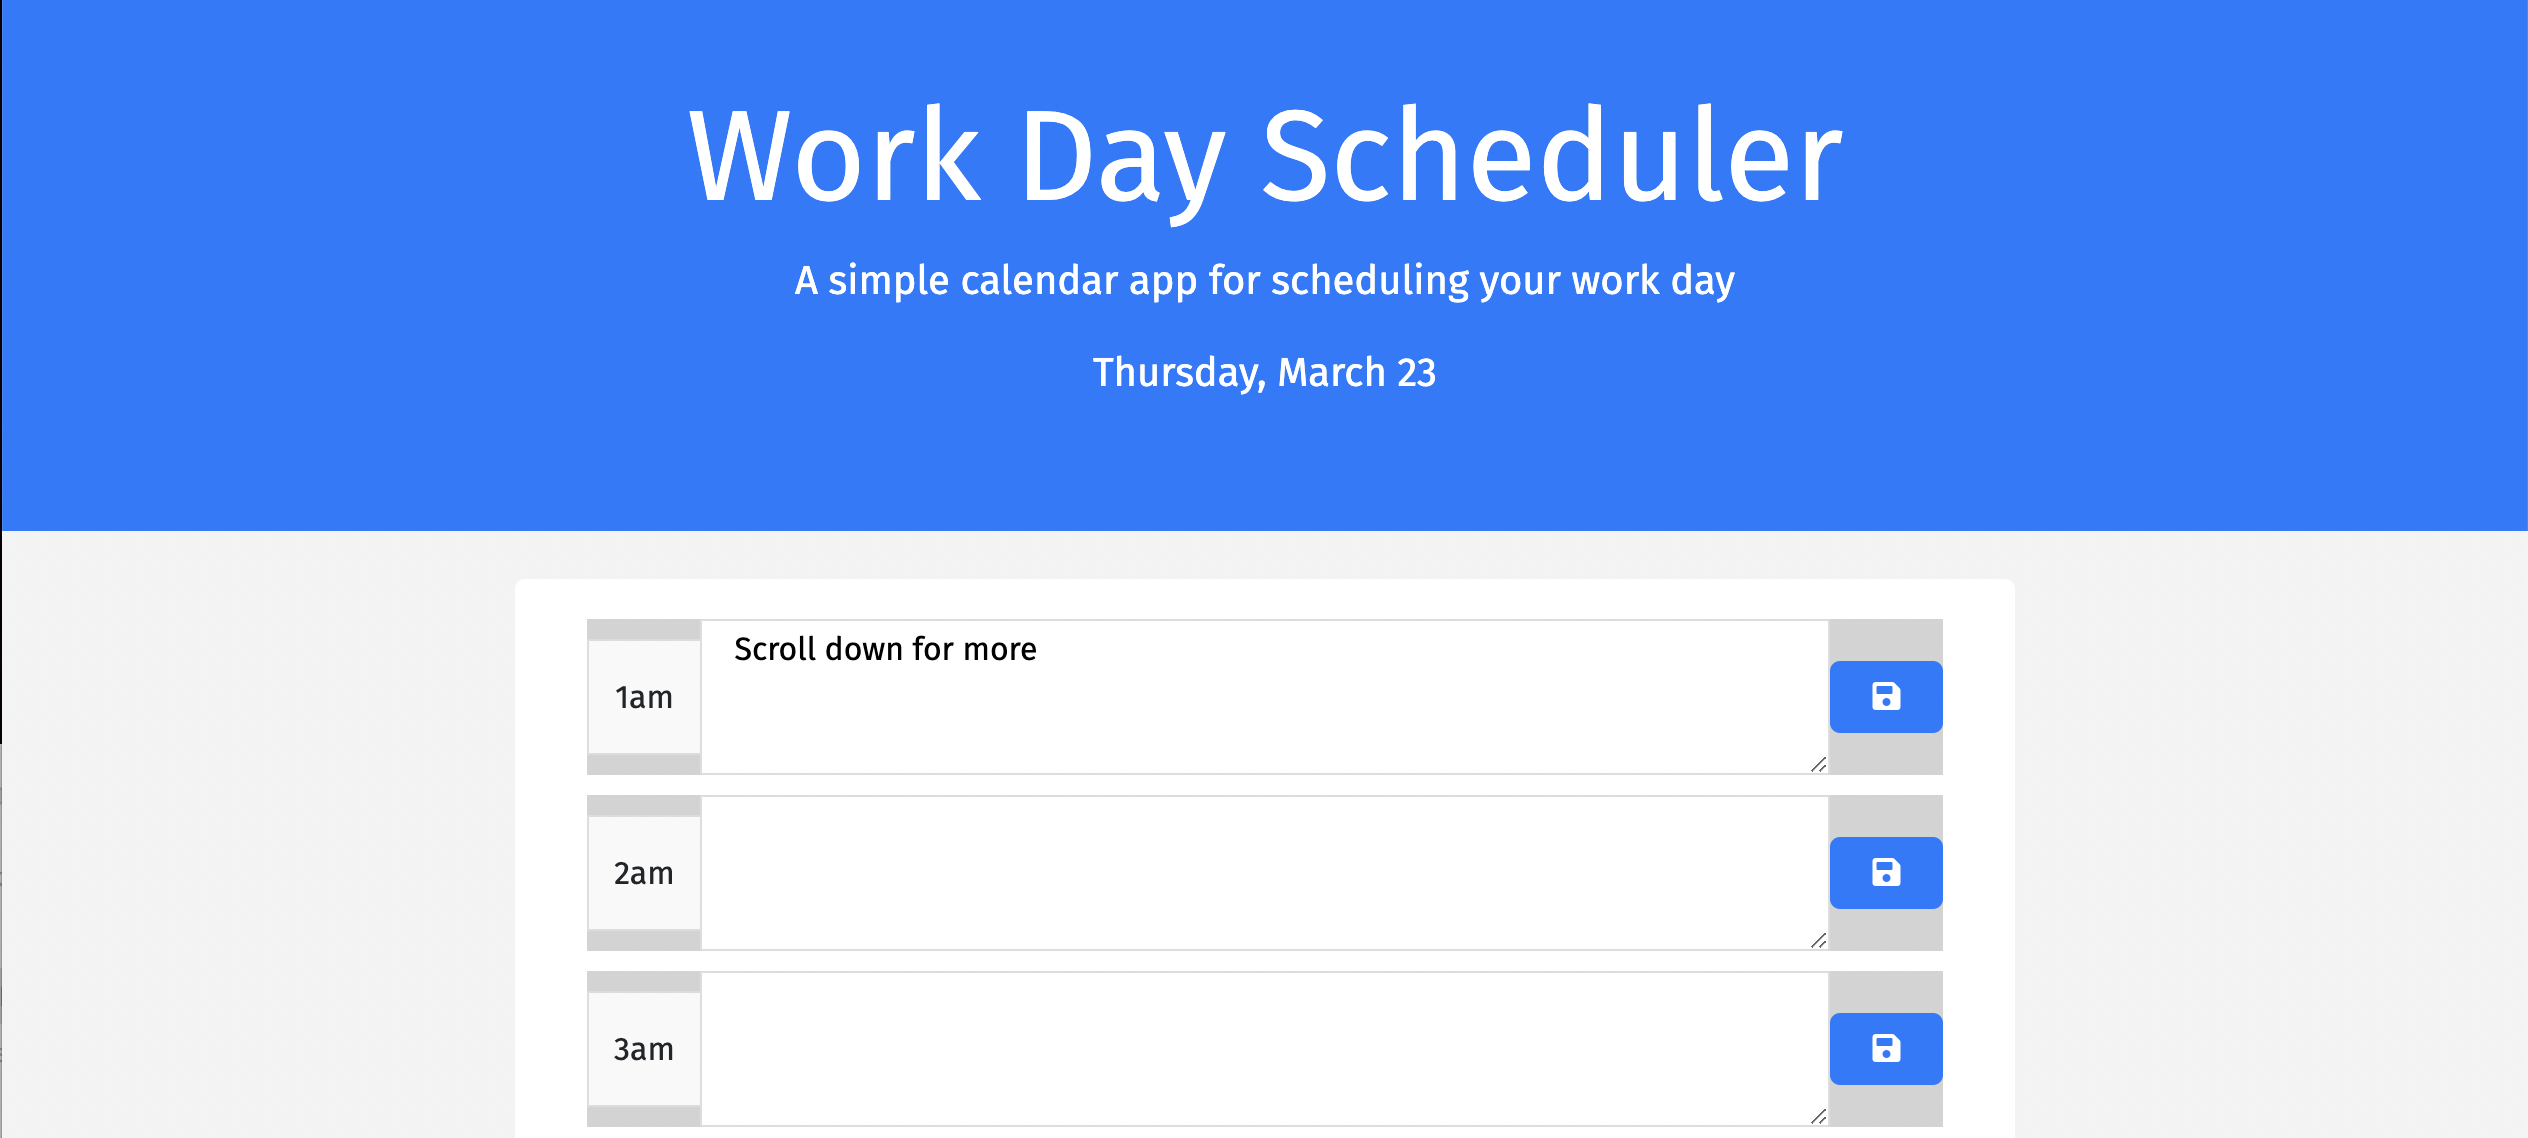 Work Day Scheduler
A simple calendar app for scheduling your work day
Thursday, March 23
1am
Scroll down for more
2am
3am